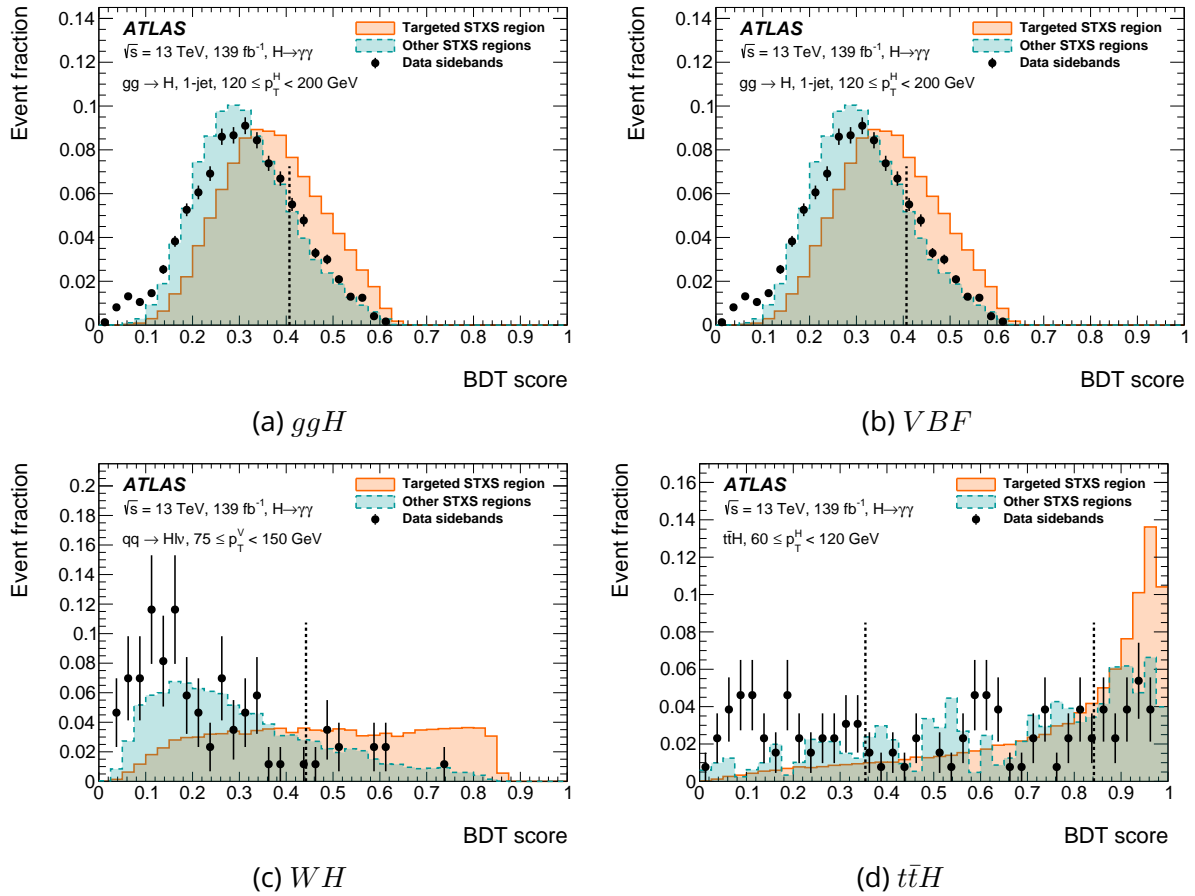 Event fraction
0.14
0.12
0.1
0.08
0.06
0.04
0.02
0
ATLAS
√s = 13 TeV, 139 fb⁻¹, H→γγ
gg → H, 1-jet, 120 ≤ p_T^H < 200 GeV
Targeted STXS region
Other STXS regions
Data sidebands
0 0.1 0.2 0.3 0.4 0.5 0.6 0.7 0.8 0.9 1
BDT score
(a) ggH
Event fraction
0.14
0.12
0.1
0.08
0.06
0.04
0.02
0
ATLAS
√s = 13 TeV, 139 fb⁻¹, H→γγ
gg → H, 1-jet, 120 ≤ p_T^H < 200 GeV
Targeted STXS region
Other STXS regions
Data sidebands
0 0.1 0.2 0.3 0.4 0.5 0.6 0.7 0.8 0.9 1
BDT score
(b) VBF
Event fraction
0.2
0.18
0.16
0.14
0.12
0.1
0.08
0.06
0.04
0.02
0
ATLAS
√s = 13 TeV, 139 fb⁻¹, H→γγ
qq → Hlν, 75 ≤ p_T^V < 150 GeV
Targeted STXS region
Other STXS regions
Data sidebands
0 0.1 0.2 0.3 0.4 0.5 0.6 0.7 0.8 0.9 1
BDT score
(c) WH
Event fraction
0.16
0.14
0.12
0.1
0.08
0.06
0.04
0.02
0
ATLAS
√s = 13 TeV, 139 fb⁻¹, H→γγ
tt̄H, 60 ≤ p_T^H < 120 GeV
Targeted STXS region
Other STXS regions
Data sidebands
0 0.1 0.2 0.3 0.4 0.5 0.6 0.7 0.8 0.9 1
BDT score
(d) tt̄H